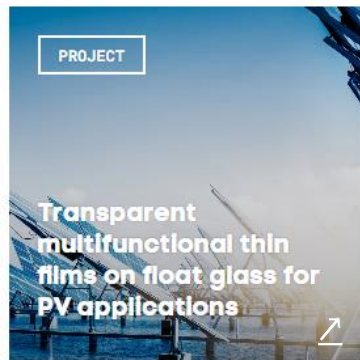 PROJECT
Transparent
multifunctional thin
films on float glass for
PV applications